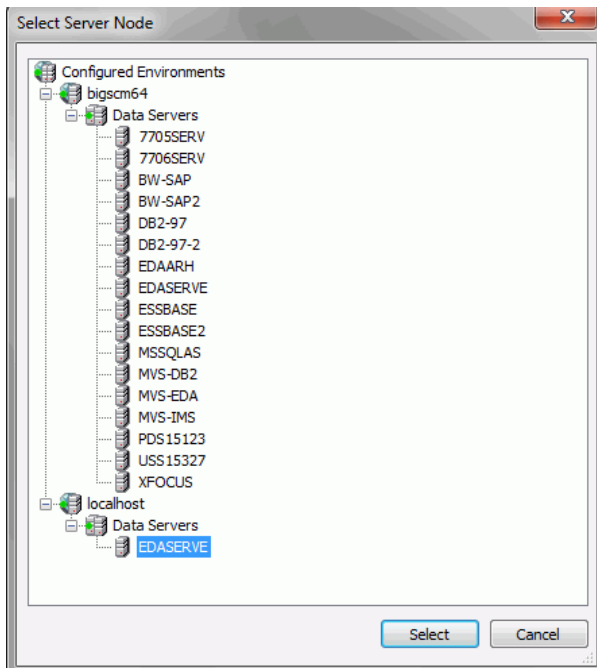 Select Server Node
Configured Environments
bigscm64
Data Servers
7705SERV
7706SERV
BW-SAP
BW-SAP2
DB2-97
DB2-97-2
EDAARH
EDASERVE
ESSBASE
ESSBASE2
MSSQLAS
MVS-DB2
MVS-EDA
MVS-IMS
PDS15123
USS15327
XFOCUS
localhost
Data Servers
EDASERVE
Select Cancel